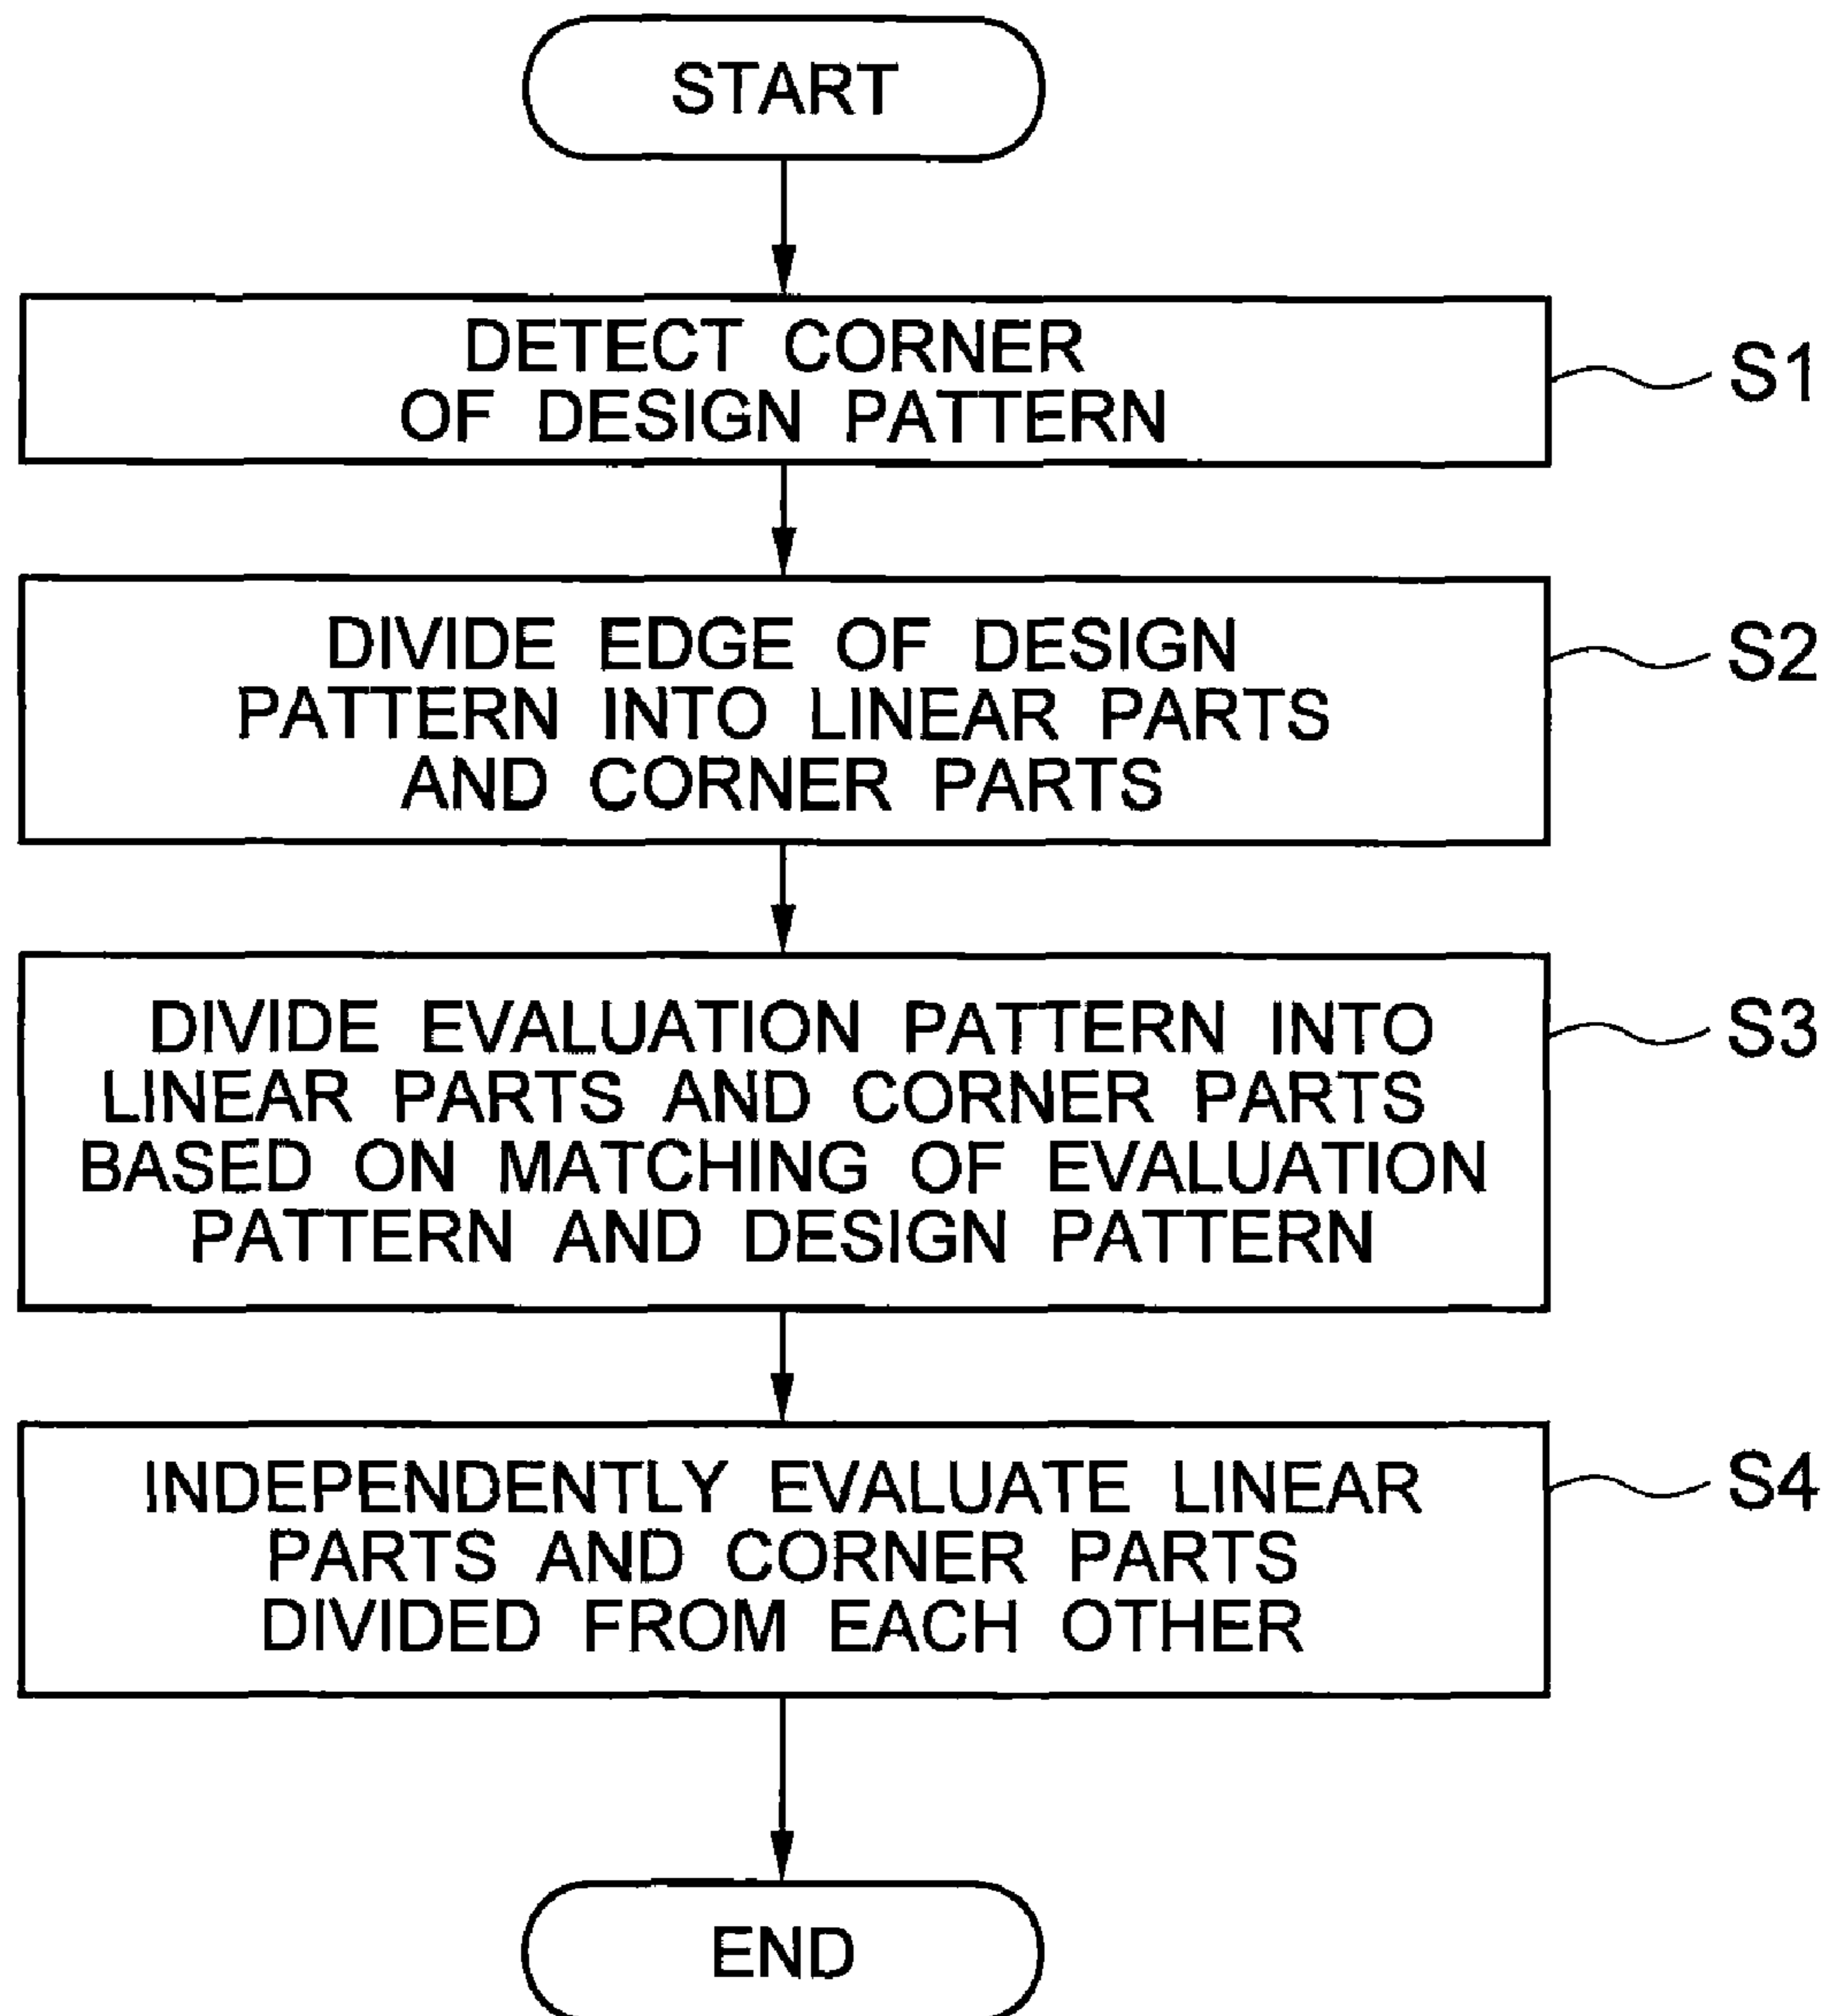 START
DETECT CORNER
OF DESIGN PATTERN
S1
DIVIDE EDGE OF DESIGN
PATTERN INTO LINEAR PARTS
AND CORNER PARTS
S2
DIVIDE EVALUATION PATTERN INTO
LINEAR PARTS AND CORNER PARTS
BASED ON MATCHING OF EVALUATION
PATTERN AND DESIGN PATTERN
S3
INDEPENDENTLY EVALUATE LINEAR
PARTS AND CORNER PARTS
DIVIDED FROM EACH OTHER
S4
END